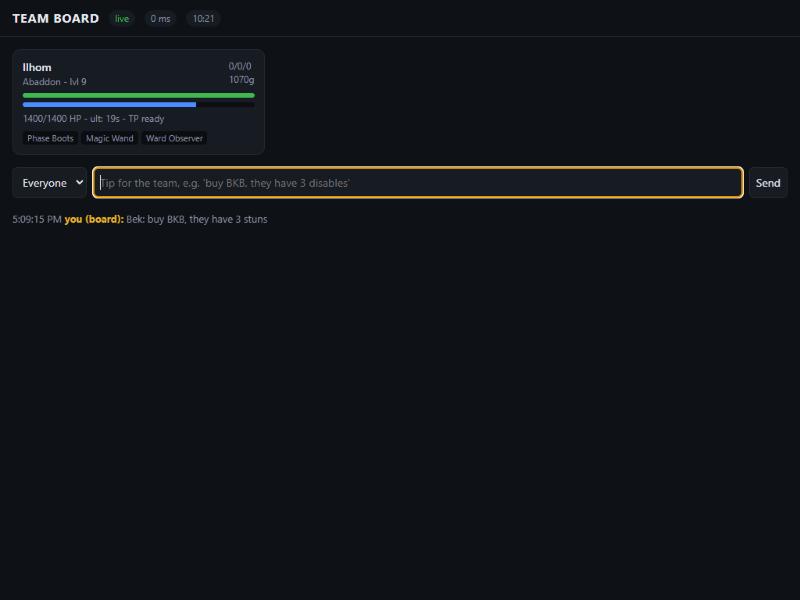 TEAM BOARD live 0 ms 10:21
Ilhom 0/0/0
Abaddon - lvl 9 1070g
1400/1400 HP - ult: 19s - TP ready
Phase Boots Magic Wand Ward Observer
Everyone Tip for the team, e.g. 'buy BKB, they have 3 disables' Send
5:09:15 PM you (board): Bek: buy BKB, they have 3 stuns